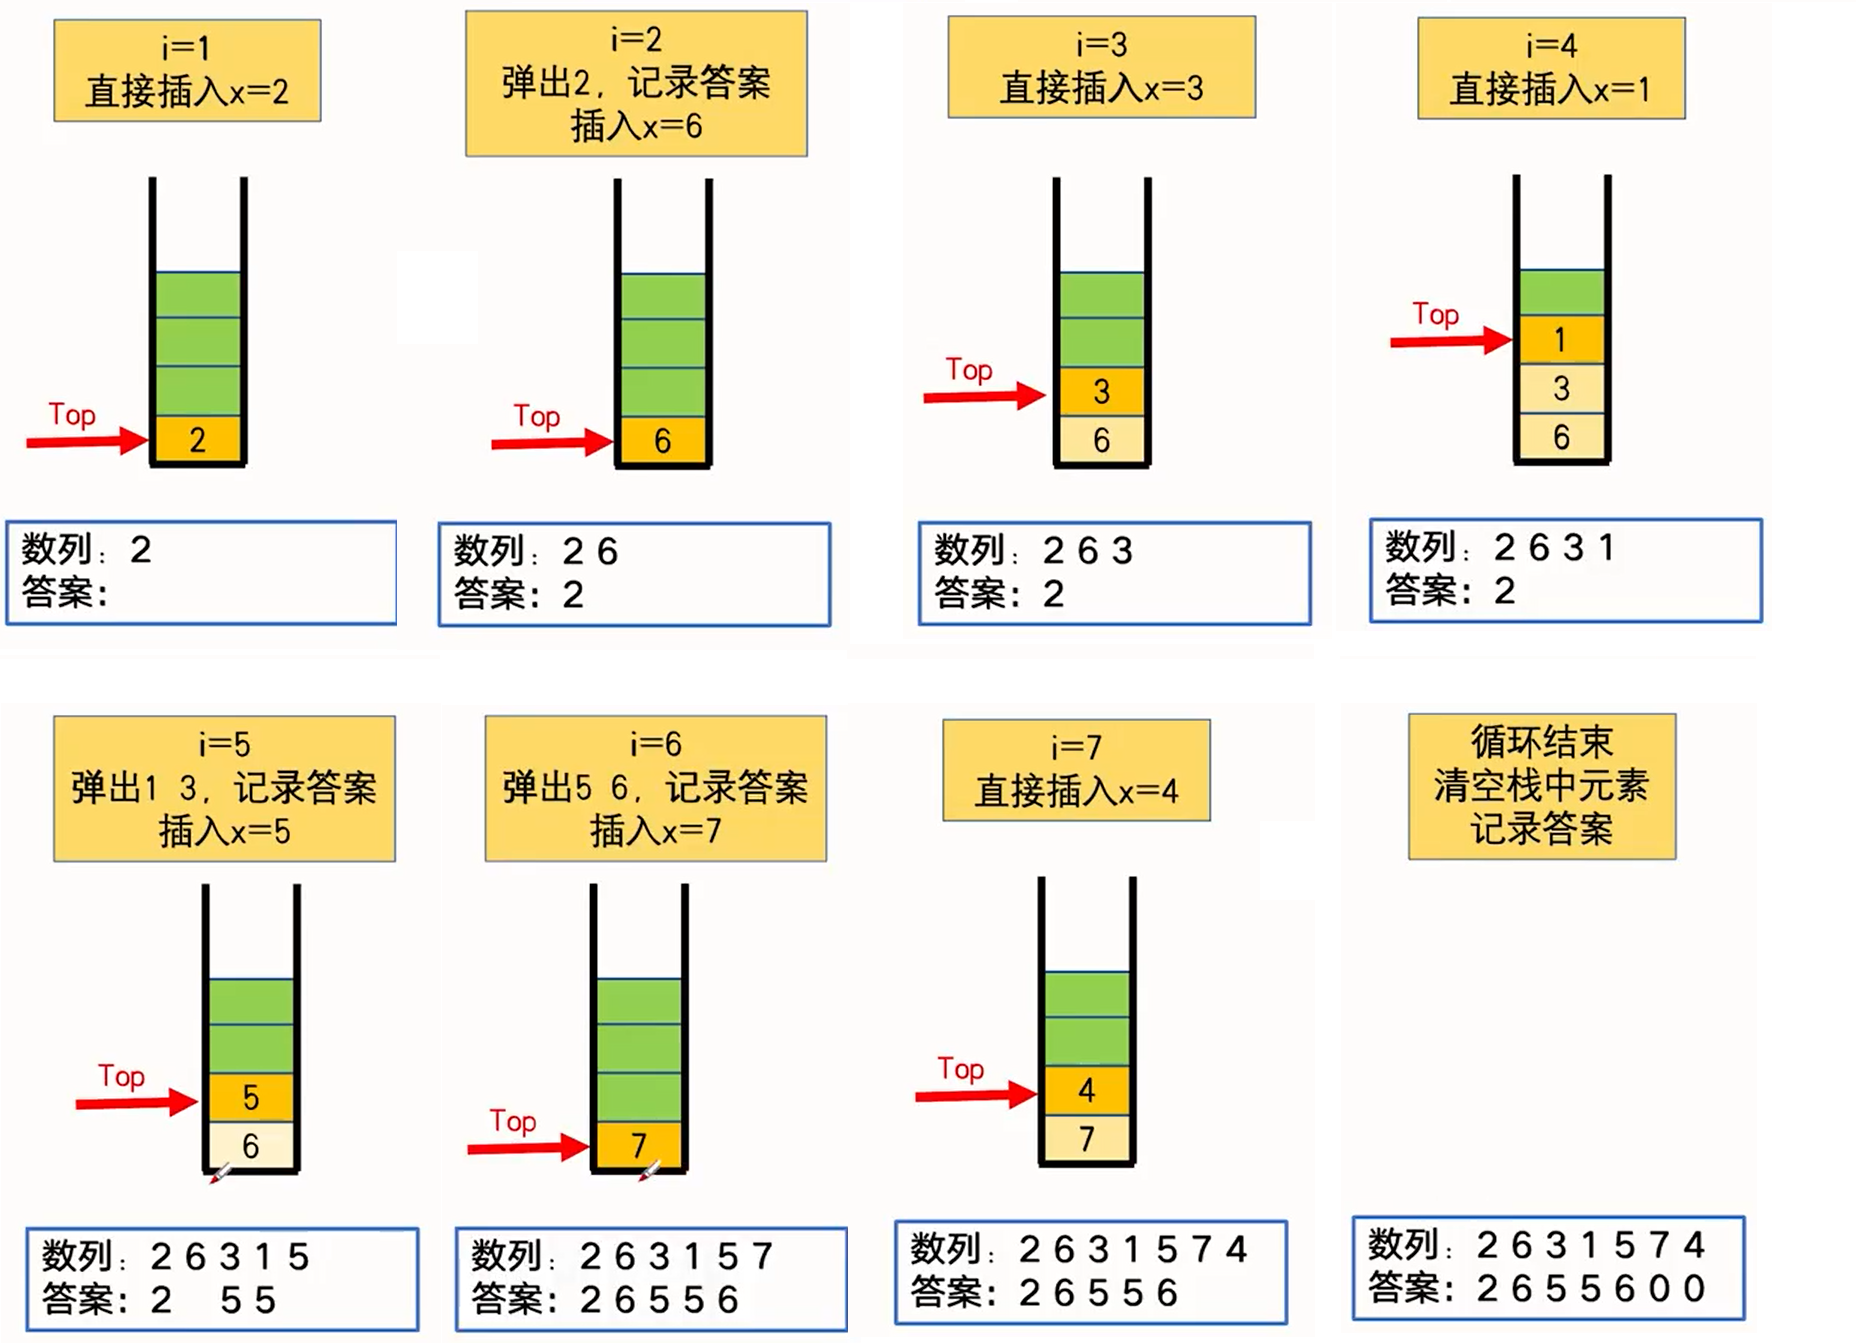 i=1
直接插入x=2
Top
2
数列：2
答案：
i=2
弹出2，记录答案
插入x=6
Top
6
数列：2 6
答案：2
i=3
直接插入x=3
Top
3
6
数列：2 6 3
答案：2
i=4
直接插入x=1
Top
1
3
6
数列：2 6 3 1
答案：2
i=5
弹出1 3，记录答案
插入x=5
Top
5
6
数列：2 6 3 1 5
答案：2   5 5
i=6
弹出5 6，记录答案
插入x=7
Top
7
数列：2 6 3 1 5 7
答案：2 6 5 5 6
i=7
直接插入x=4
Top
4
7
数列：2 6 3 1 5 7 4
答案：2 6 5 5 6
循环结束
清空栈中元素
记录答案
数列：2 6 3 1 5 7 4
答案：2 6 5 5 6 0 0